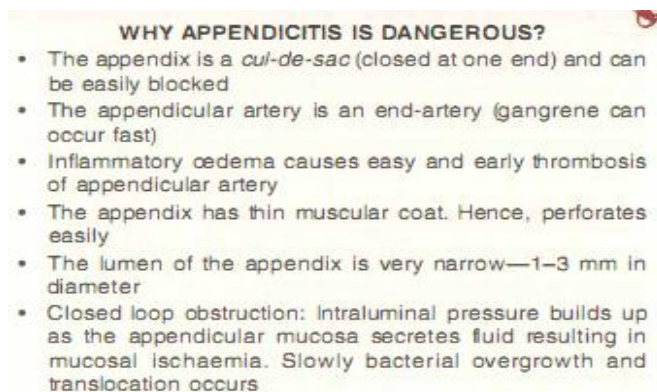 WHY APPENDICITIS IS DANGEROUS?
• The appendix is a cul-de-sac (closed at one end) and can
be easily blocked
• The appendicular artery is an end-artery (gangrene can
occur fast)
• Inflammatory œdema causes easy and early thrombosis
of appendicular artery
• The appendix has thin muscular coat. Hence, perforates
easily
• The lumen of the appendix is very narrow—1–3 mm in
diameter
• Closed loop obstruction: Intraluminal pressure builds up
as the appendicular mucosa secretes fluid resulting in
mucosal ischaemia. Slowly bacterial overgrowth and
translocation occurs